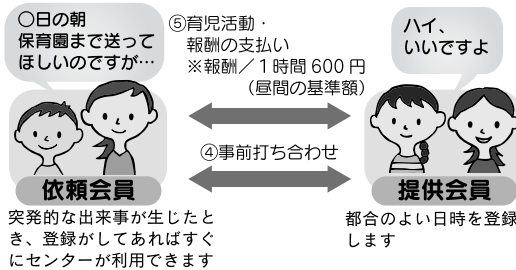 ○日の朝
保育園まで送って
ほしいのですが…
⑤育児活動・
報酬の支払い
※報酬／１時間 600 円
（昼間の基準額）
ハイ、
いいですよ
④事前打ち合わせ
依頼会員
提供会員
突発的な出来事が生じたと
き、登録がしてあればすぐ
にセンターが利用できます
都合のよい日時を登録
します